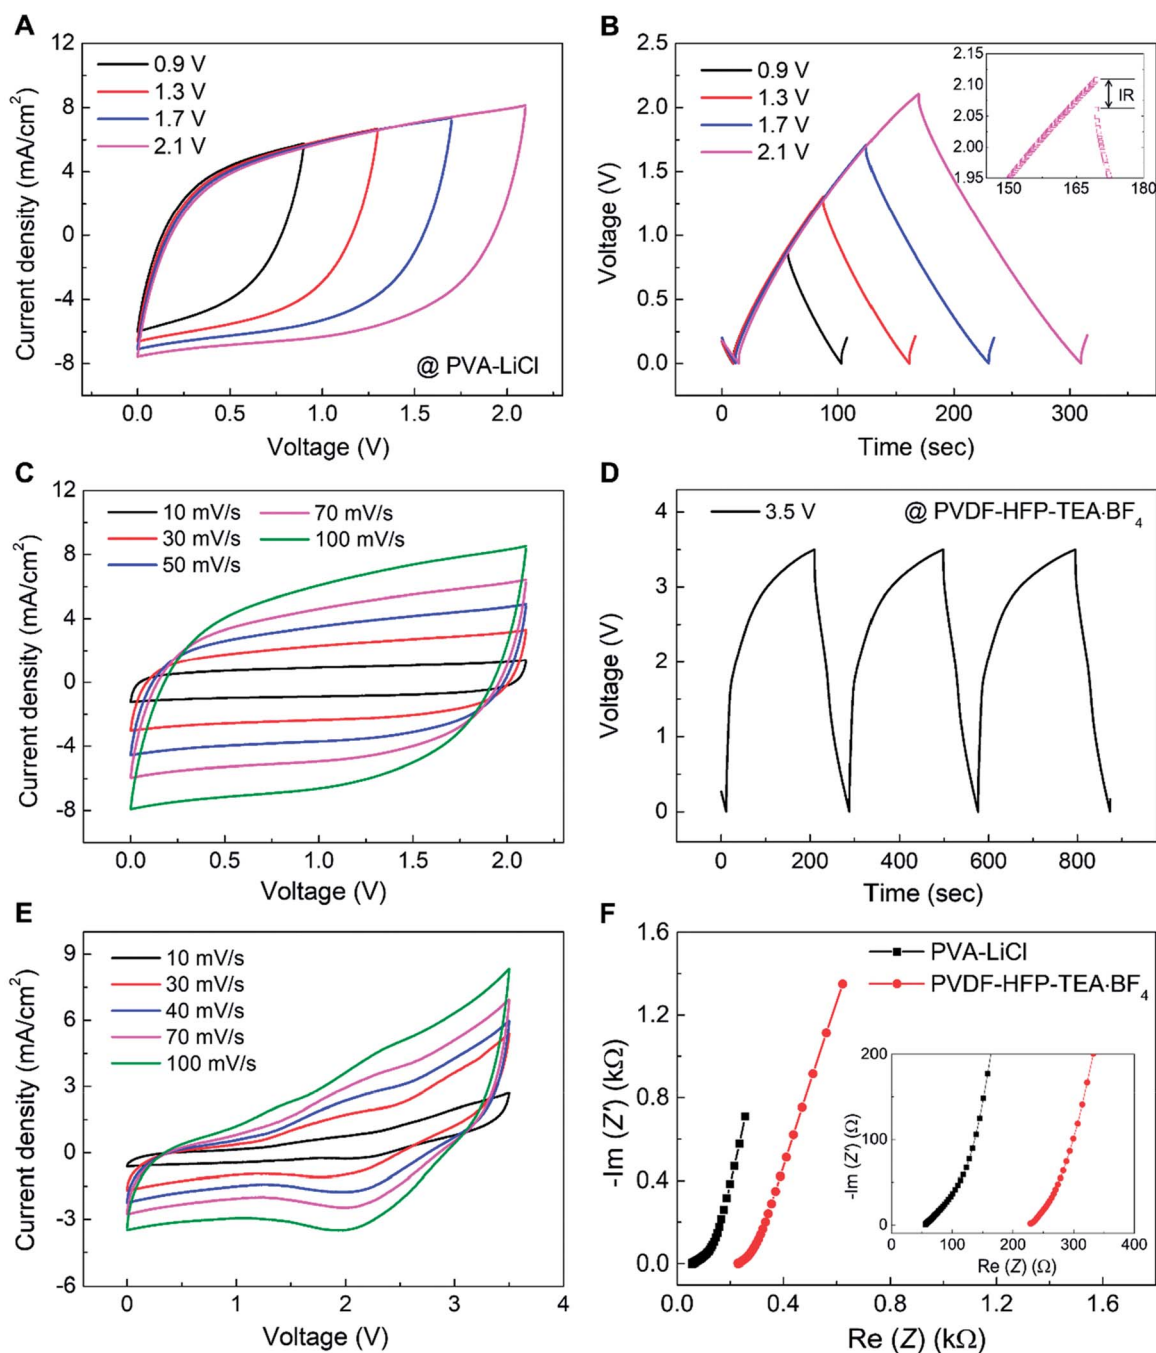 A
0.9 V
1.3 V
1.7 V
2.1 V
@ PVA-LiCl
12
8
4
0
-4
-8
0.0 0.5 1.0 1.5 2.0
Voltage (V)
Current density (mA/cm²)
B
0.9 V
1.3 V
1.7 V
2.1 V
2.5
2.0
1.5
1.0
0.5
0.0
0 100 200 300
Time (sec)
Voltage (V)
2.15
2.10
2.05
2.00
1.95
150 165 180
IR
C
10 mV/s
30 mV/s
50 mV/s
70 mV/s
100 mV/s
12
8
4
0
-4
-8
0.0 0.5 1.0 1.5 2.0
Voltage (V)
Current density (mA/cm²)
D
3.5 V
@ PVDF-HFP-TEA·BF₄
4
3
2
1
0
0 200 400 600 800
Time (sec)
Voltage (V)
E
10 mV/s
30 mV/s
40 mV/s
70 mV/s
100 mV/s
9
6
3
0
-3
-6
0 1 2 3 4
Voltage (V)
Current density (mA/cm²)
F
PVA-LiCl
PVDF-HFP-TEA·BF₄
1.6
1.2
0.8
0.4
0.0
0.0 0.4 0.8 1.2 1.6
Re (Z) (kΩ)
-Im (Z') (kΩ)
200
100
0
0 100 200 300 400
Re (Z) (Ω)
-Im (Z') (Ω)